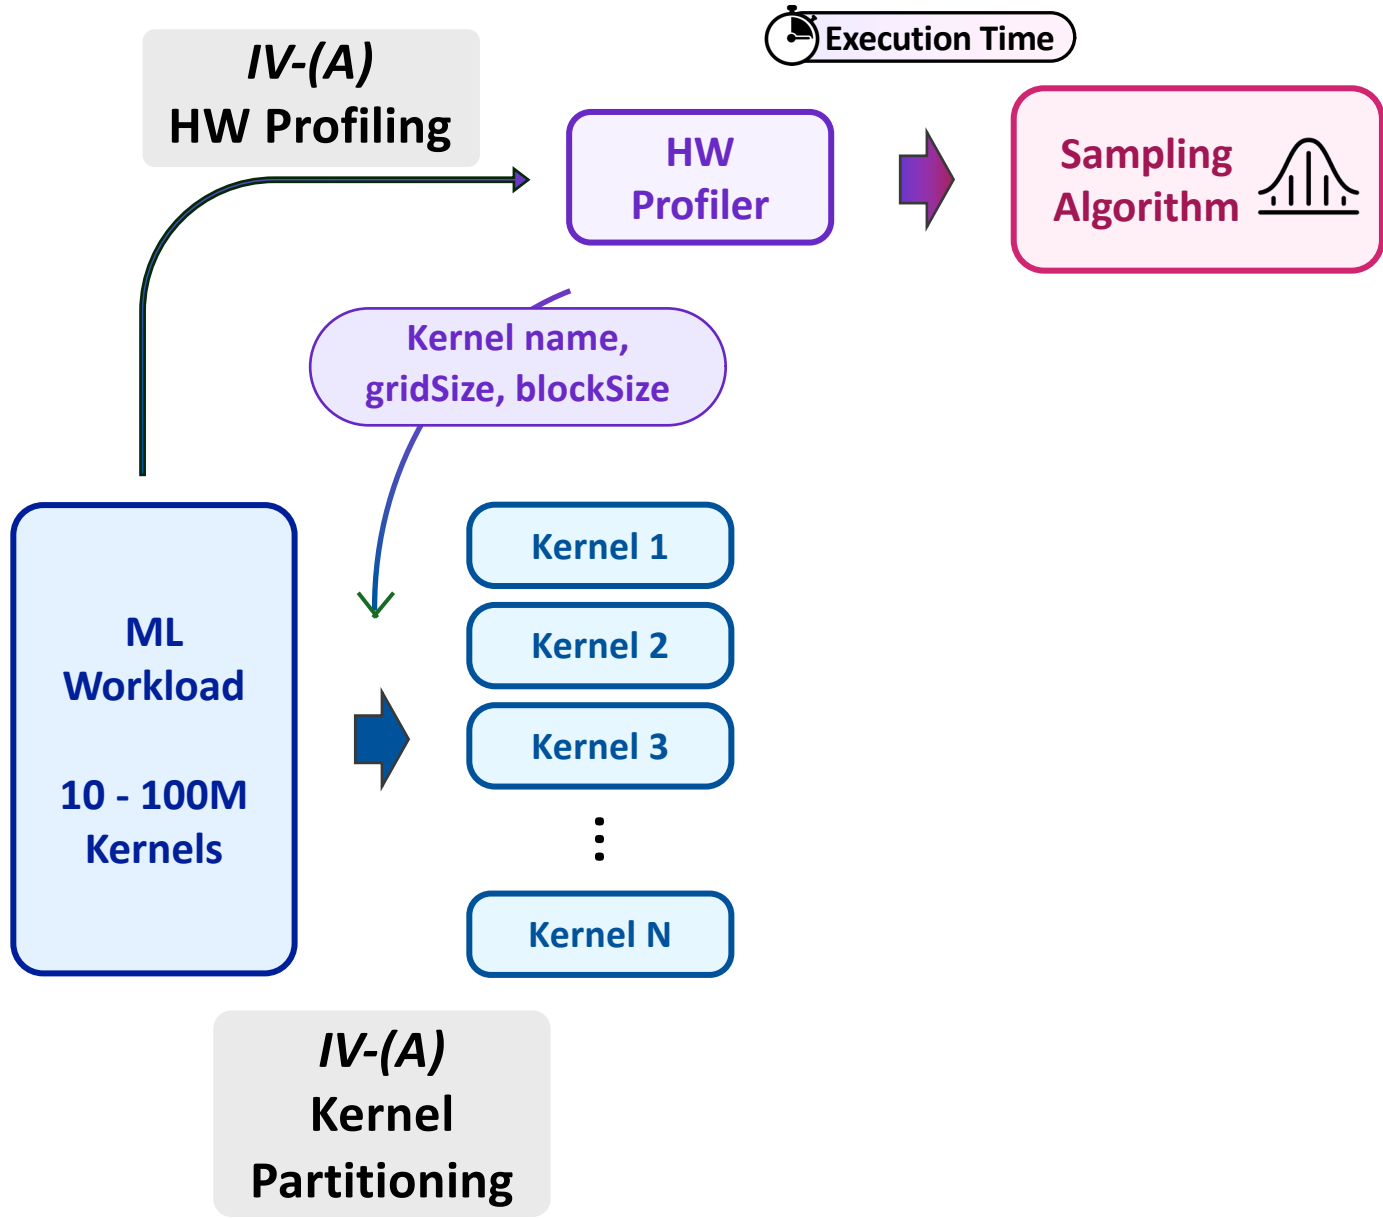 IV-(A)
HW Profiling
Execution Time
HW
Profiler
Sampling
Algorithm
Kernel name,
gridSize, blockSize
ML
Workload
10 - 100M
Kernels
Kernel 1
Kernel 2
Kernel 3
Kernel N
IV-(A)
Kernel
Partitioning